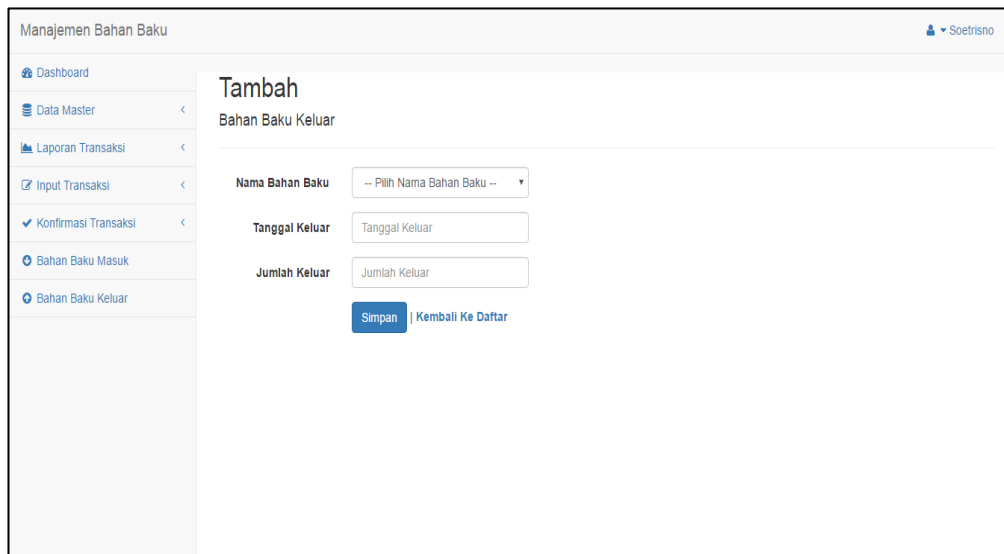 Manajemen Bahan Baku
Soetrisno
Dashboard
Data Master
Laporan Transaksi
Input Transaksi
Konfirmasi Transaksi
Bahan Baku Masuk
Bahan Baku Keluar
Tambah
Bahan Baku Keluar
Nama Bahan Baku
-- Pilih Nama Bahan Baku --
Tanggal Keluar
Tanggal Keluar
Jumlah Keluar
Jumlah Keluar
Simpan | Kembali Ke Daftar